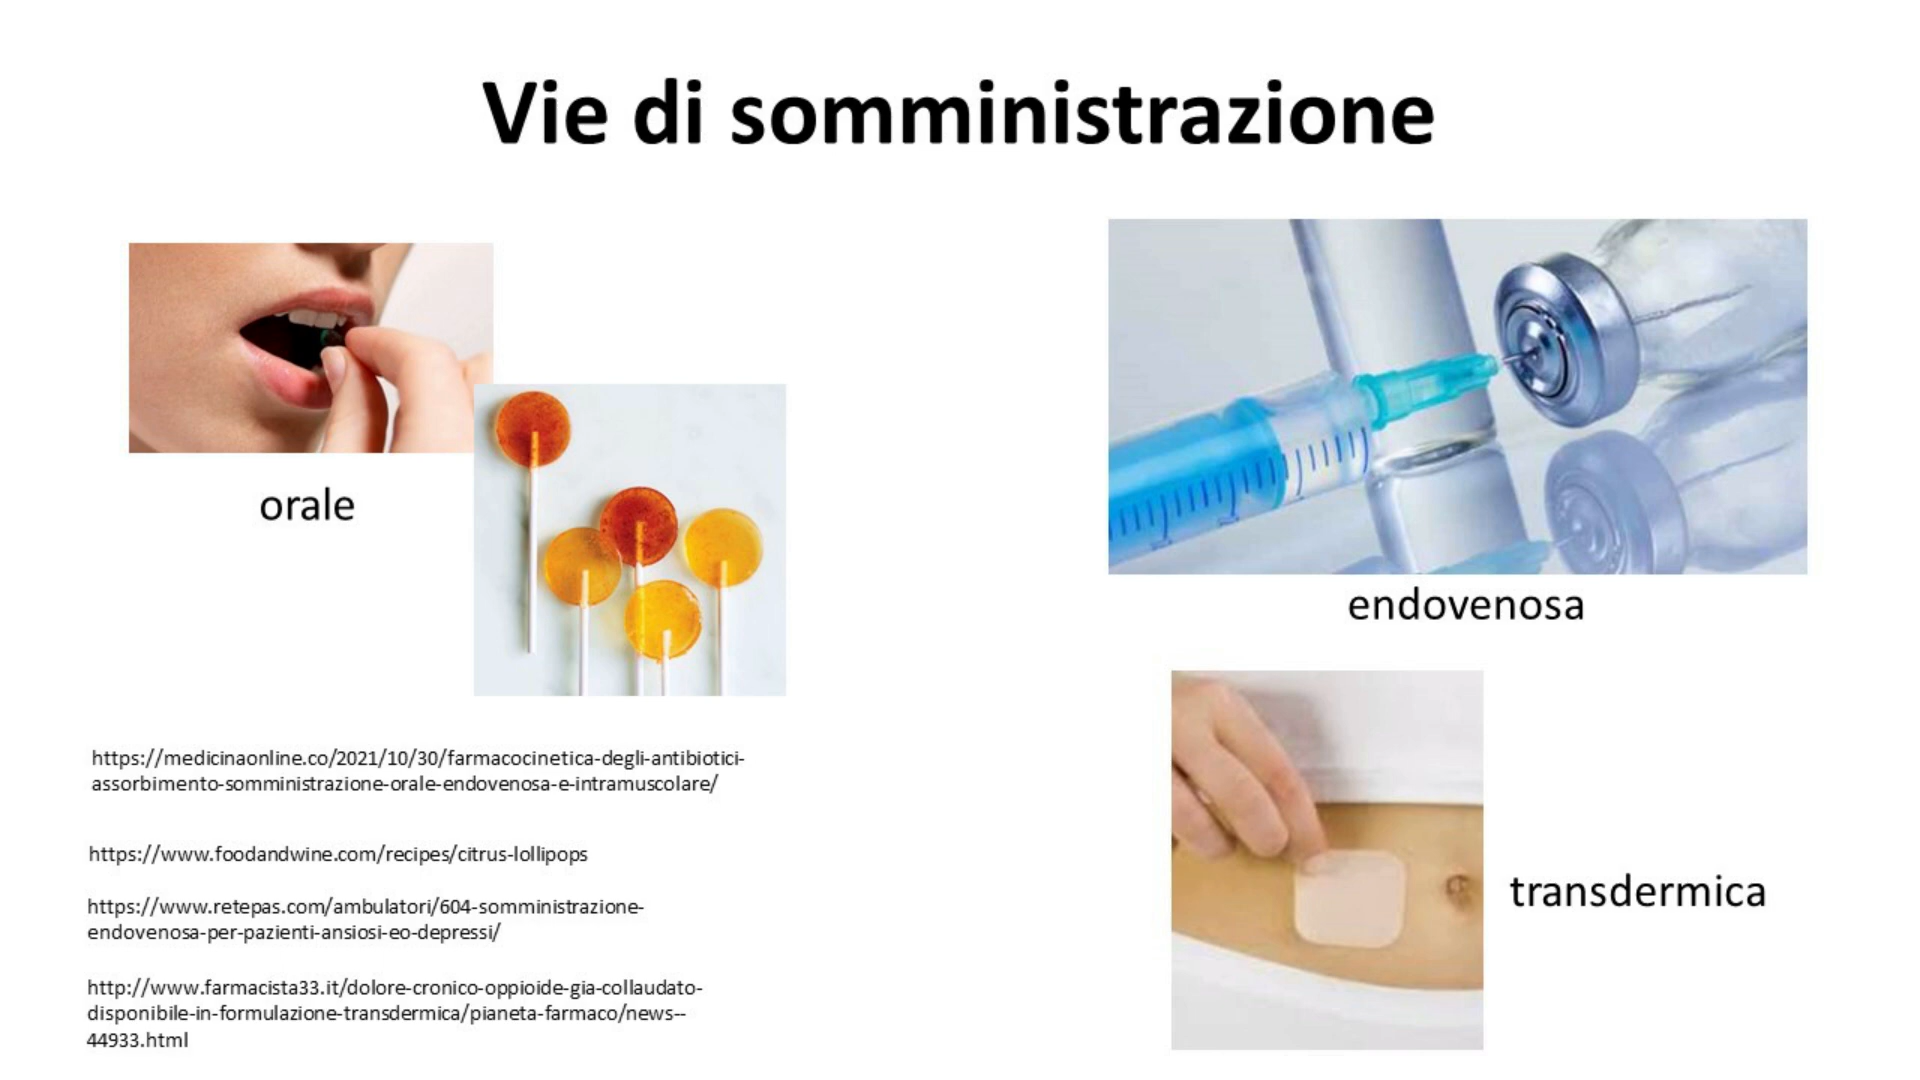 Vie di somministrazione
orale
endovenosa
transdermica
https://medicinaonline.co/2021/10/30/farmacocinetica-degli-antibiotici-
assorbimento-somministrazione-orale-endovenosa-e-intramuscolare/
https://www.foodandwine.com/recipes/citrus-lollipops
https://www.retepas.com/ambulatori/604-somministrazione-
endovenosa-per-pazienti-ansiosi-eo-depressi/
http://www.farmacista33.it/dolore-cronico-oppioide-gia-collaudato-
disponibile-in-formulazione-transdermica/pianeta-farmaco/news--
44933.html